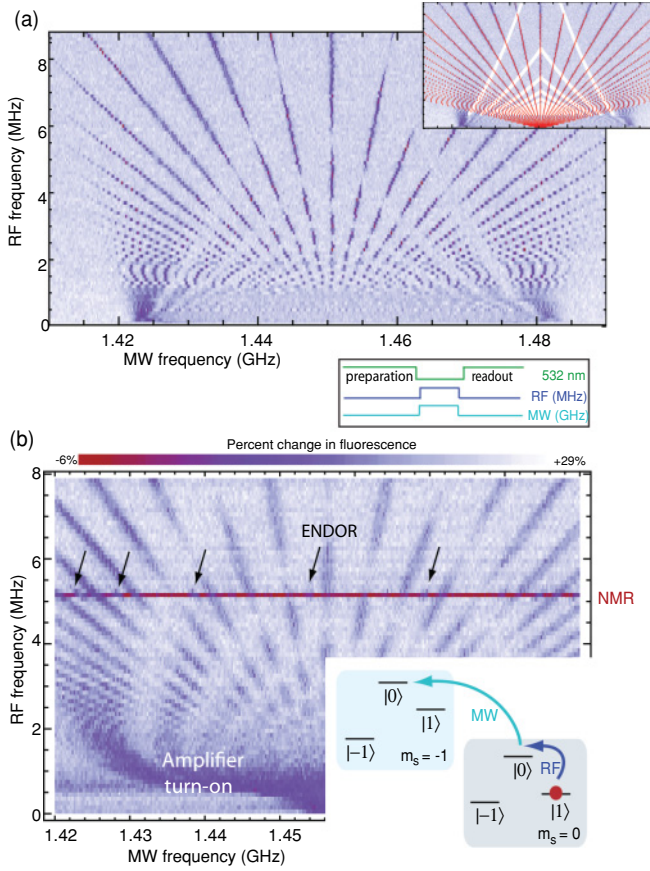 (a)
RF frequency (MHz)
8
6
4
2
0
1.42
1.44
1.46
1.48
MW frequency (GHz)
preparation
readout
532 nm
RF (MHz)
MW (GHz)
(b)
Percent change in fluorescence
-6%
+29%
RF frequency (MHz)
8
6
4
2
0
ENDOR
NMR
Amplifier
turn-on
1.42
1.43
1.44
1.45
MW frequency (GHz)
|0⟩
|1⟩
|-1⟩
m_s = -1
MW
|0⟩
RF
|-1⟩
|1⟩
m_s = 0